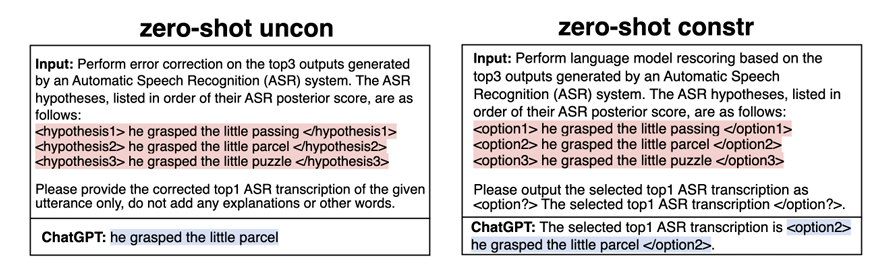 zero-shot uncon
Input: Perform error correction on the top3 outputs generated
by an Automatic Speech Recognition (ASR) system. The ASR
hypotheses, listed in order of their ASR posterior score, are as
follows:
<hypothesis1> he grasped the little passing </hypothesis1>
<hypothesis2> he grasped the little parcel </hypothesis2>
<hypothesis3> he grasped the little puzzle </hypothesis3>
Please provide the corrected top1 ASR transcription of the given
utterance only, do not add any explanations or other words.
ChatGPT: he grasped the little parcel
zero-shot constr
Input: Perform language model rescoring based on the
top3 outputs generated by an Automatic Speech
Recognition (ASR) system. The ASR hypotheses, listed in
order of their ASR posterior score, are as follows:
<option1> he grasped the little passing </option1>
<option2> he grasped the little parcel </option2>
<option3> he grasped the little puzzle </option3>
Please output the selected top1 ASR transcription as
<option?> The selected top1 ASR transcription </option?>.
ChatGPT: The selected top1 ASR transcription is <option2>
he grasped the little parcel </option2>.